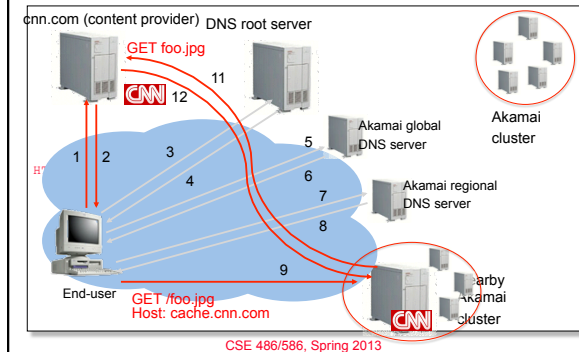 cnn.com (content provider)
DNS root server
GET foo.jpg
11
12
CNN
Akamai
cluster
1
2
3
4
5
6
7
8
Akamai global
DNS server
Akamai regional
DNS server
End-user
9
GET /foo.jpg
Host: cache.cnn.com
CNN
Akamai
cluster
CSE 486/586, Spring 2013